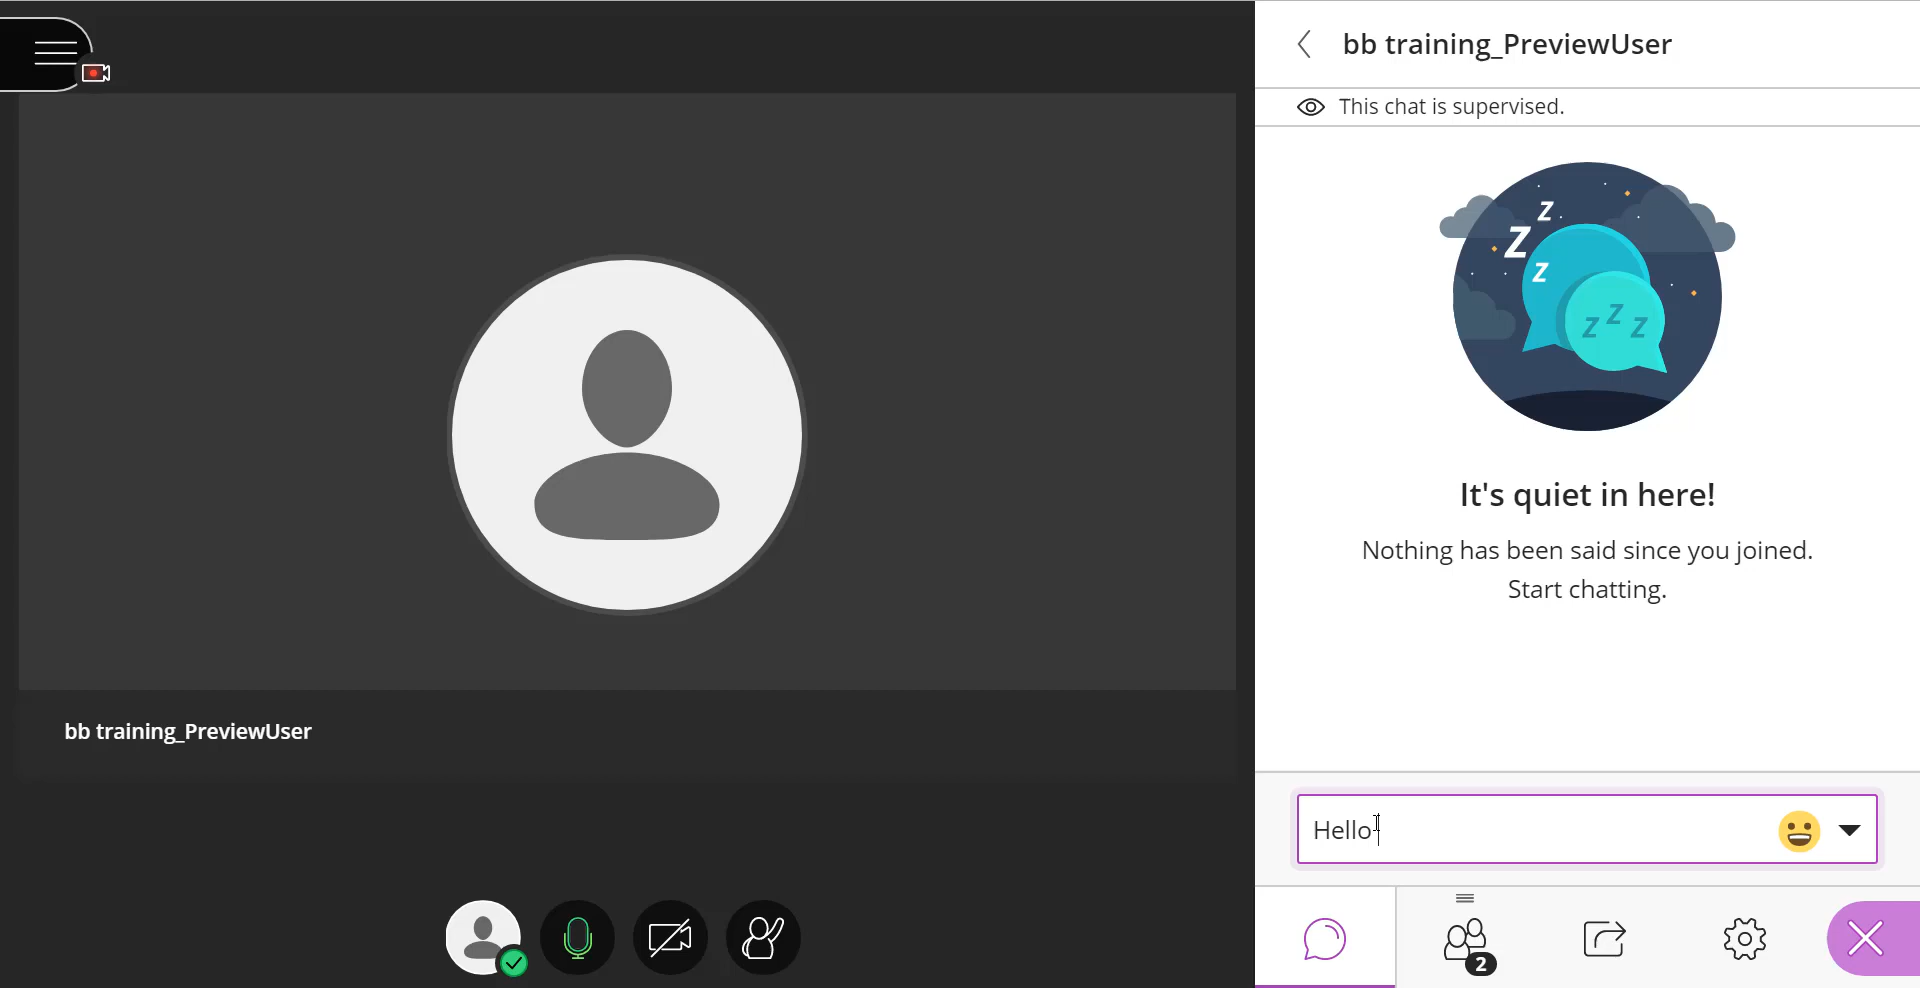 bb training_PreviewUser
This chat is supervised.
z
Z
z
z z z
It's quiet in here!
Nothing has been said since you joined.
Start chatting.
bb training_PreviewUser
Hello
2